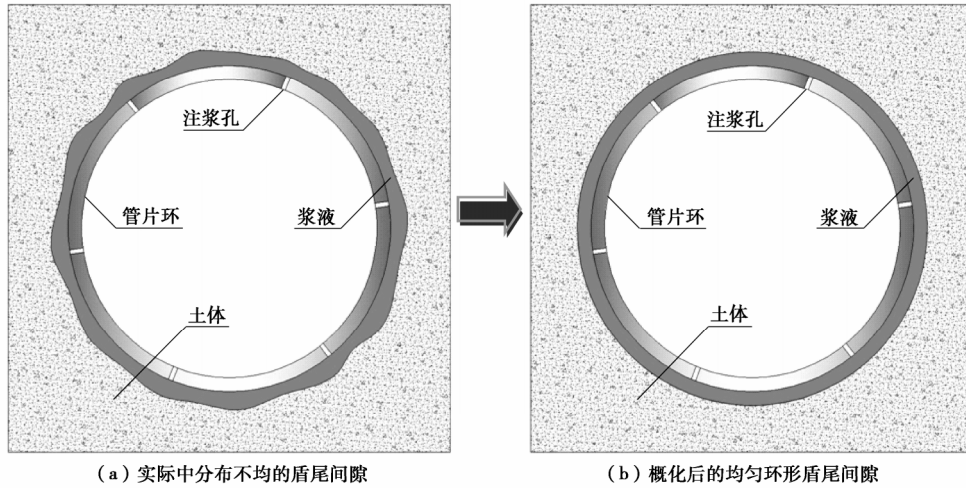 注浆孔
管片环
浆液
土体
(a)实际中分布不均的盾尾间隙
注浆孔
管片环
浆液
土体
(b)概化后的均匀环形盾尾间隙